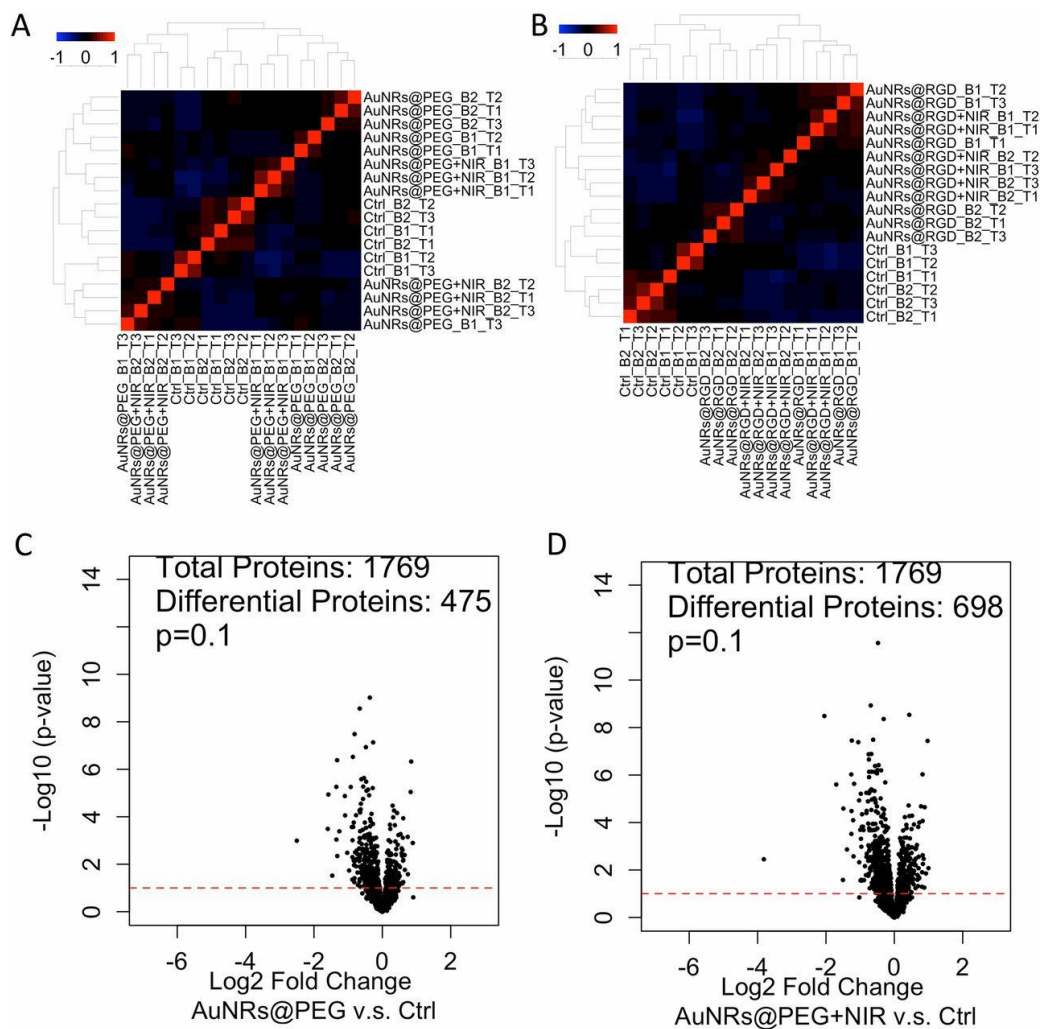 A
-1 0 1
AuNRs@PEG_B2_T2
AuNRs@PEG_B2_T1
AuNRs@PEG_B2_T3
AuNRs@PEG_B1_T2
AuNRs@PEG_B1_T1
AuNRs@PEG+NIR_B1_T3
AuNRs@PEG+NIR_B1_T2
AuNRs@PEG+NIR_B1_T1
Ctrl_B2_T2
Ctrl_B2_T3
Ctrl_B1_T1
Ctrl_B2_T1
Ctrl_B1_T2
Ctrl_B1_T3
AuNRs@PEG+NIR_B2_T2
AuNRs@PEG+NIR_B2_T1
AuNRs@PEG+NIR_B2_T3
AuNRs@PEG_B1_T3
AuNRs@PEG_B1_T3
AuNRs@PEG+NIR_B2_T3
AuNRs@PEG+NIR_B2_T1
AuNRs@PEG+NIR_B2_T2
Ctrl_B1_T3
Ctrl_B1_T2
Ctrl_B2_T1
Ctrl_B1_T1
Ctrl_B2_T3
Ctrl_B2_T2
AuNRs@PEG+NIR_B1_T1
AuNRs@PEG+NIR_B1_T2
AuNRs@PEG+NIR_B1_T3
AuNRs@PEG_B1_T1
AuNRs@PEG_B1_T2
AuNRs@PEG_B2_T3
AuNRs@PEG_B2_T1
AuNRs@PEG_B2_T2
B
-1 0 1
AuNRs@RGD_B1_T2
AuNRs@RGD_B1_T3
AuNRs@RGD+NIR_B1_T2
AuNRs@RGD+NIR_B1_T1
AuNRs@RGD_B1_T1
AuNRs@RGD+NIR_B2_T2
AuNRs@RGD+NIR_B1_T3
AuNRs@RGD+NIR_B2_T3
AuNRs@RGD+NIR_B2_T1
AuNRs@RGD_B2_T2
AuNRs@RGD_B2_T1
AuNRs@RGD_B2_T3
Ctrl_B1_T3
Ctrl_B1_T2
Ctrl_B1_T1
Ctrl_B2_T2
Ctrl_B2_T3
Ctrl_B2_T1
Ctrl_B2_T1
Ctrl_B2_T3
Ctrl_B2_T2
Ctrl_B1_T1
Ctrl_B1_T2
Ctrl_B1_T3
AuNRs@RGD_B2_T3
AuNRs@RGD_B2_T1
AuNRs@RGD_B2_T2
AuNRs@RGD+NIR_B2_T1
AuNRs@RGD+NIR_B2_T3
AuNRs@RGD+NIR_B1_T3
AuNRs@RGD+NIR_B2_T2
AuNRs@RGD_B1_T1
AuNRs@RGD+NIR_B1_T1
AuNRs@RGD+NIR_B1_T2
AuNRs@RGD_B1_T3
AuNRs@RGD_B1_T2
C
Total Proteins: 1769
Differential Proteins: 475
p=0.1
-Log10 (p-value)
14
10
8
6
4
2
0
-6 -4 -2 0 2
Log2 Fold Change
AuNRs@PEG v.s. Ctrl
D
Total Proteins: 1769
Differential Proteins: 698
p=0.1
-Log10 (p-value)
14
10
8
6
4
2
0
-6 -4 -2 0 2
Log2 Fold Change
AuNRs@PEG+NIR v.s. Ctrl